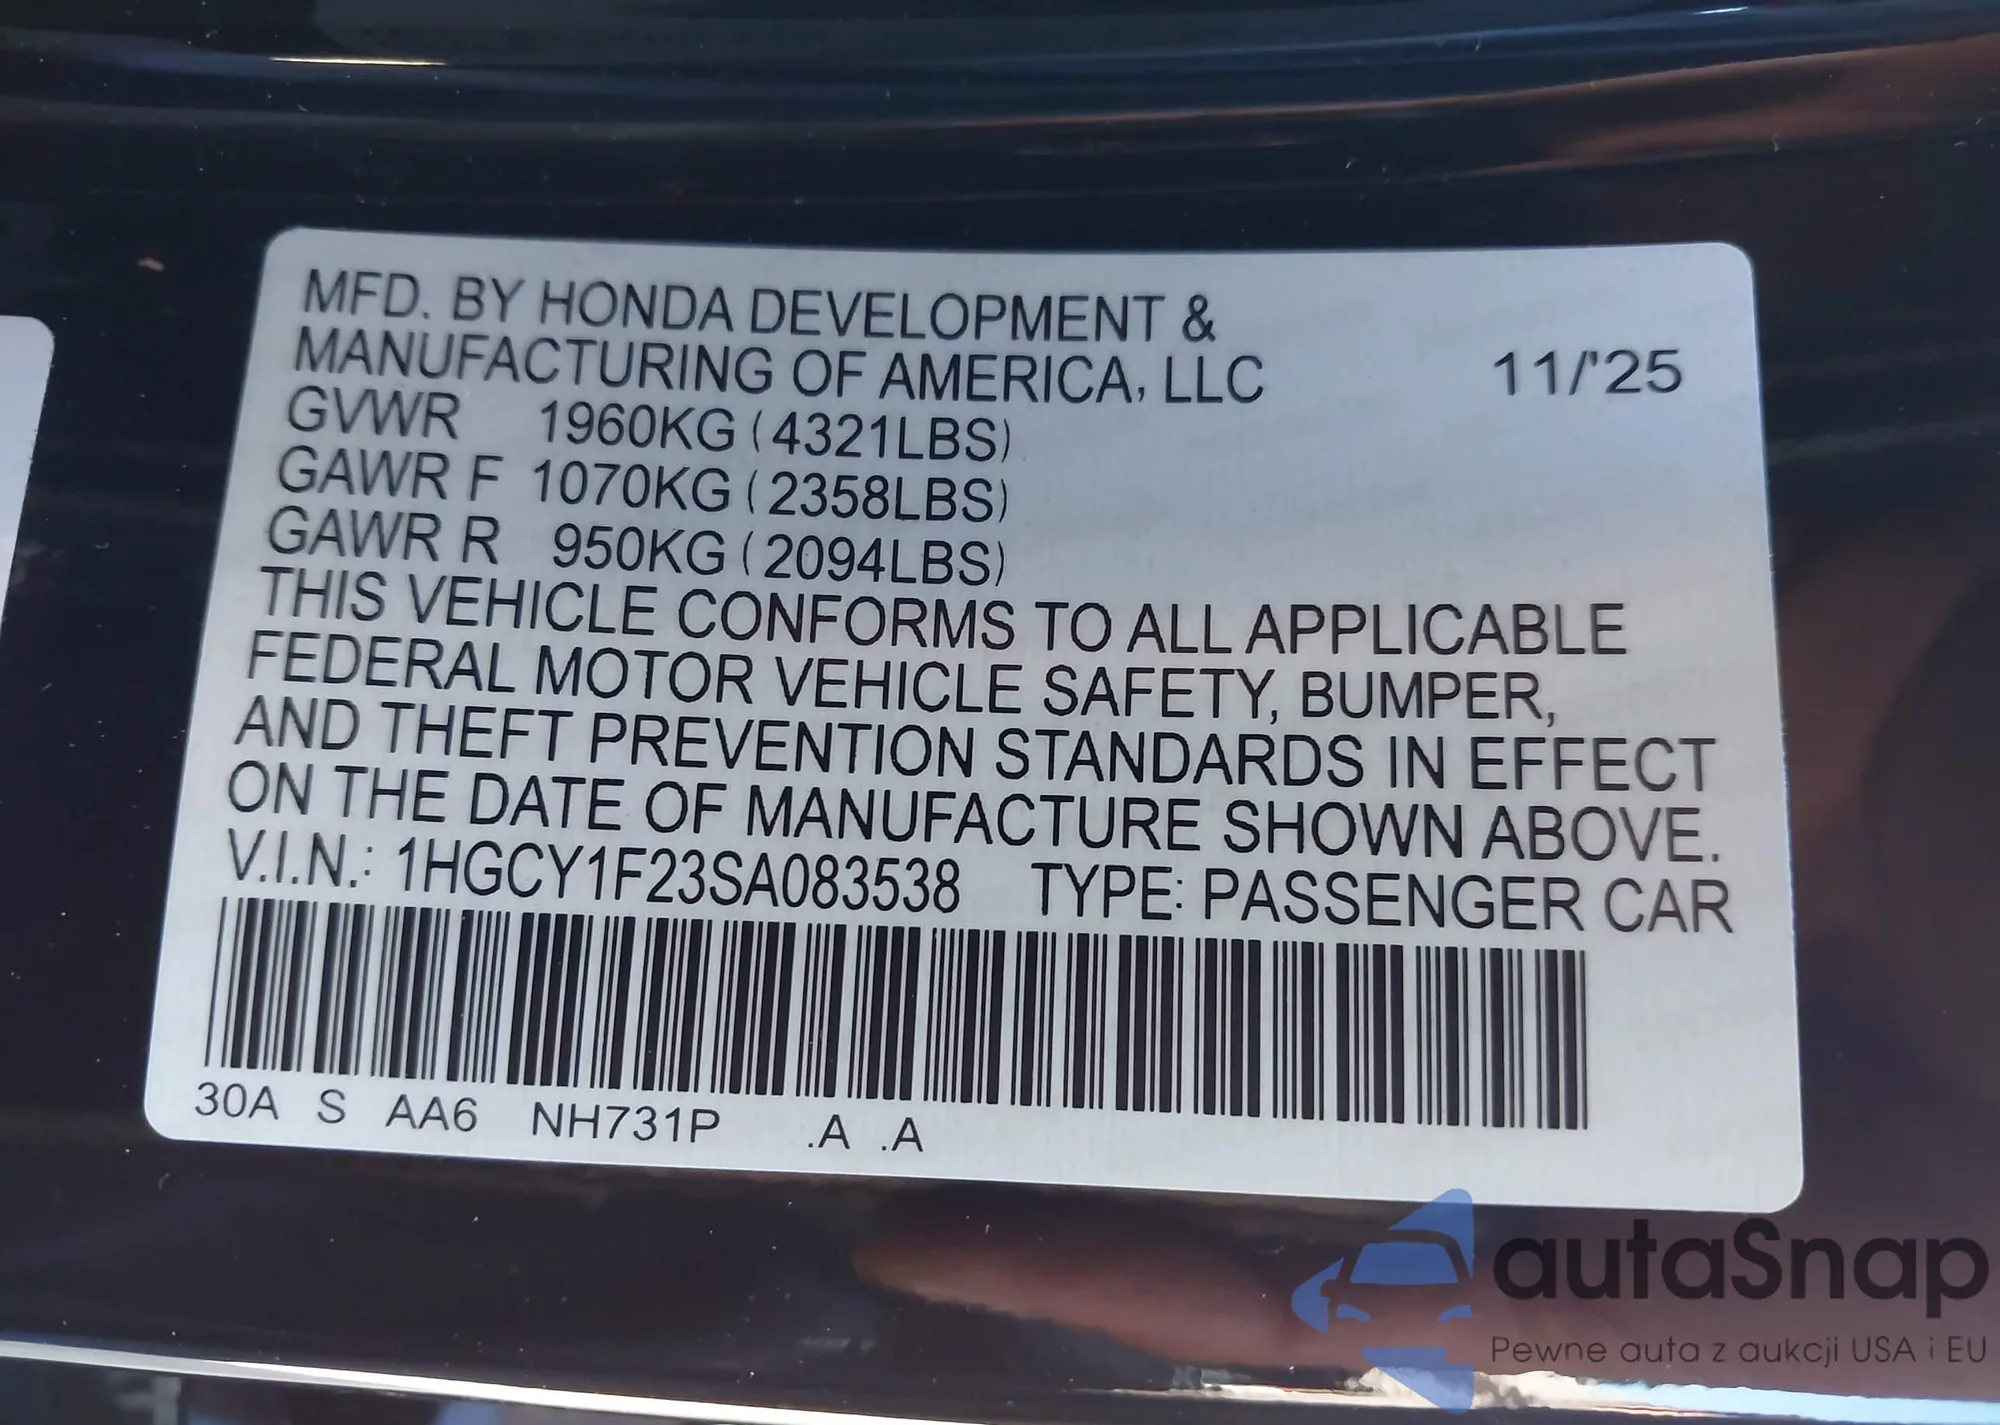 MFD. BY HONDA DEVELOPMENT &
MANUFACTURING OF AMERICA, LLC 11/'25
GVWR 1960KG (4321LBS)
GAWR F 1070KG (2358LBS)
GAWR R 950KG (2094LBS)
THIS VEHICLE CONFORMS TO ALL APPLICABLE
FEDERAL MOTOR VEHICLE SAFETY, BUMPER,
AND THEFT PREVENTION STANDARDS IN EFFECT
ON THE DATE OF MANUFACTURE SHOWN ABOVE.
V.I.N.: 1HGCY1F23SA083538 TYPE: PASSENGER CAR
30A S AA6 NH731P .A .A
autaSnap
Pewne auta z aukcji USA i EU